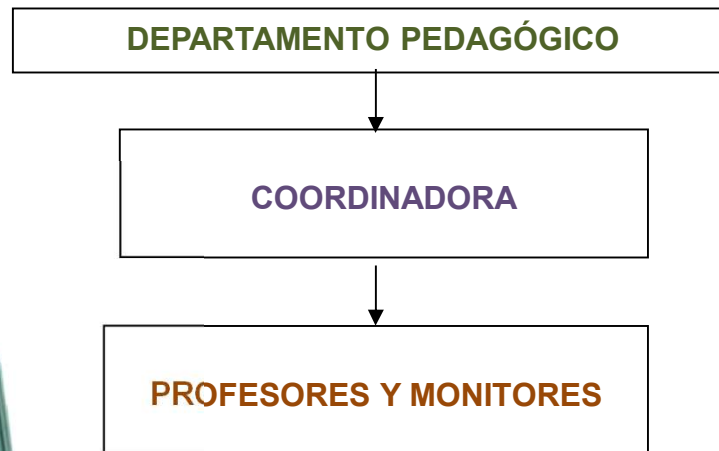 DEPARTAMENTO PEDAGÓGICO
COORDINADORA
PROFESORES Y MONITORES